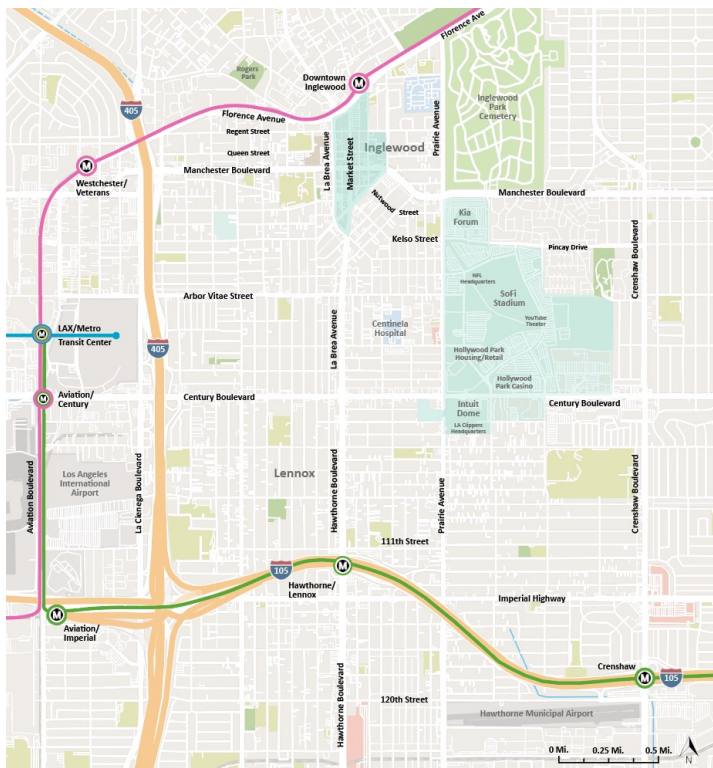 Florence Ave
Rogers
Park
Downtown
Inglewood
M
405
Inglewood
Park
Cemetery
Florence Avenue
Regent Street
Queen Street
La Brea Avenue
Market Street
Inglewood
Prairie Avenue
M
Westchester/
Veterans
Manchester Boulevard
Manchester Boulevard
Nutwood
Street
Kelso Street
Kia
Forum
Pincay Drive
Crenshaw Boulevard
NFL
Headquarters
SoFi
Stadium
YouTube
Theater
Arbor Vitae Street
M
LAX/Metro
Transit Center
405
La Brea Avenue
Centinela
Hospital
Hollywood Park
Housing/Retail
Hollywood
Park Casino
M
Aviation/
Century
Century Boulevard
Century Boulevard
Intuit
Dome
LA Clippers
Headquarters
Los Angeles
International
Airport
Aviation Boulevard
La Cienega Boulevard
Lennox
Hawthorne Boulevard
Prairie Avenue
Crenshaw Boulevard
111th Street
105
M
Hawthorne/
Lennox
Imperial Highway
M
Aviation/
Imperial
Crenshaw
M
105
Hawthorne Boulevard
120th Street
Hawthorne Municipal Airport
0 Mi.
0.25 Mi.
0.5 Mi.
N